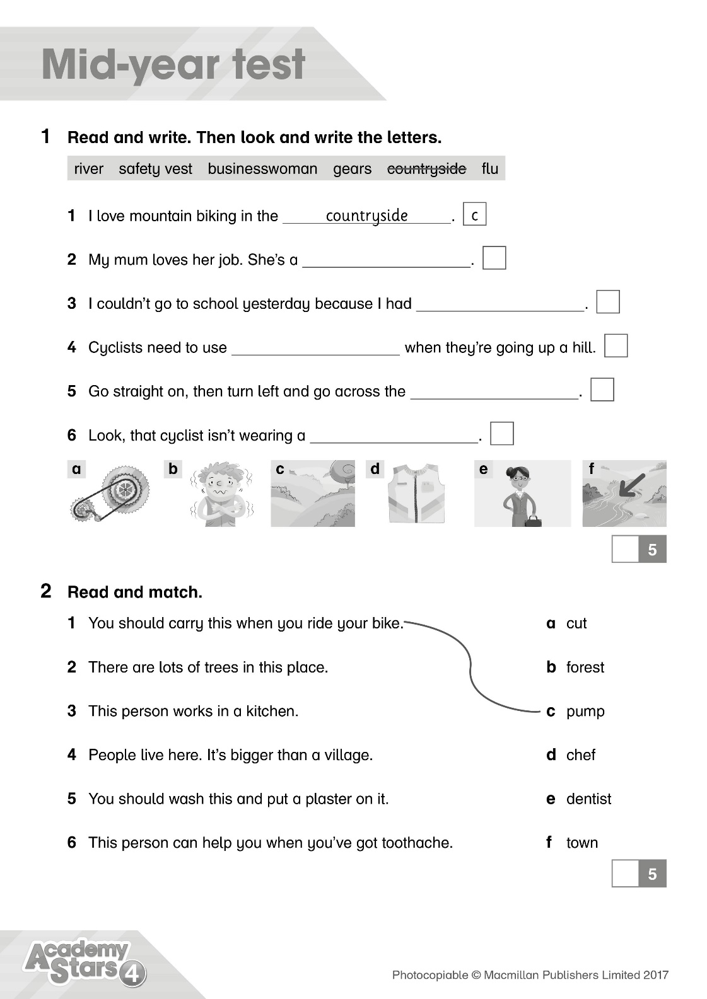 Mid-year test
1 Read and write. Then look and write the letters.
river safety vest businesswoman gears countryside flu
1 I love mountain biking in the countryside. c
2 My mum loves her job. She's a ____________________.
3 I couldn't go to school yesterday because I had ____________________.
4 Cyclists need to use ____________________ when they're going up a hill.
5 Go straight on, then turn left and go across the ____________________.
6 Look, that cyclist isn't wearing a ____________________.
a b c d e f
5
2 Read and match.
1 You should carry this when you ride your bike. a cut
2 There are lots of trees in this place. b forest
3 This person works in a kitchen. c pump
4 People live here. It's bigger than a village. d chef
5 You should wash this and put a plaster on it. e dentist
6 This person can help you when you've got toothache. f town
5
Academy
Stars 4
Photocopiable © Macmillan Publishers Limited 2017